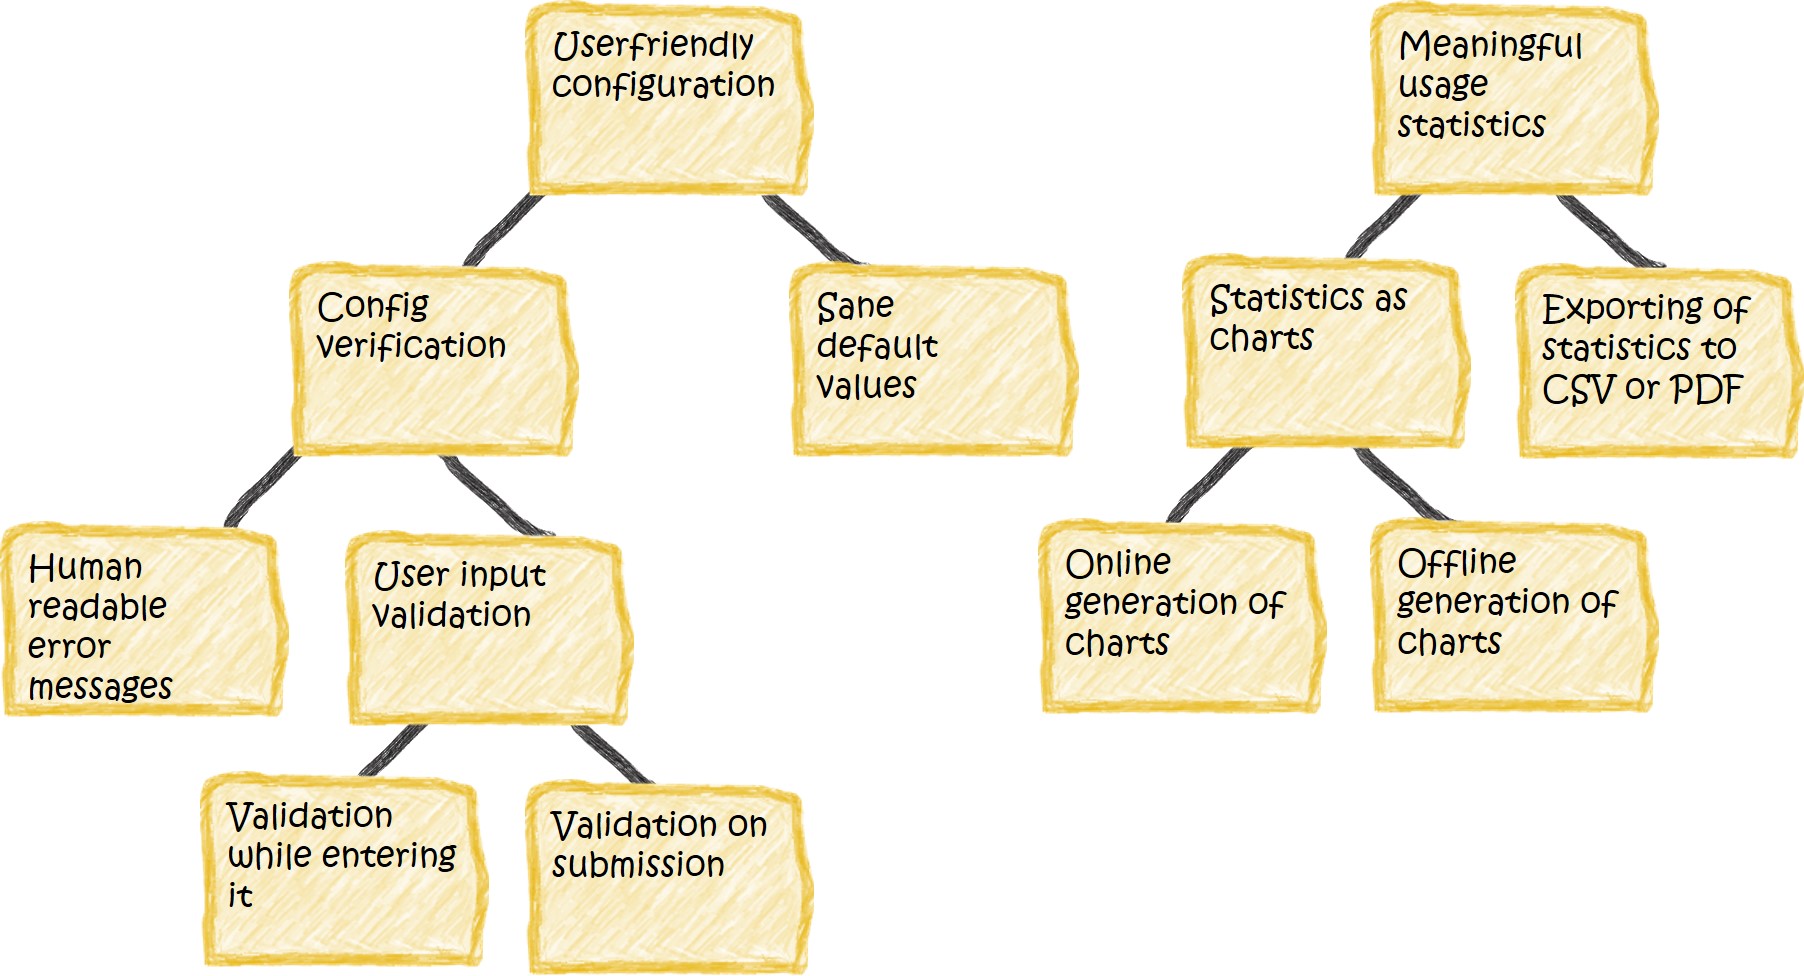 Userfriendly
configuration
Meaningful
usage
statistics
Config
verification
Sane
default
values
Statistics as
charts
Exporting of
statistics to
CSV or PDF
Human
readable
error
messages
User input
validation
Online
generation of
charts
Offline
generation of
charts
Validation
while entering
it
Validation on
submission